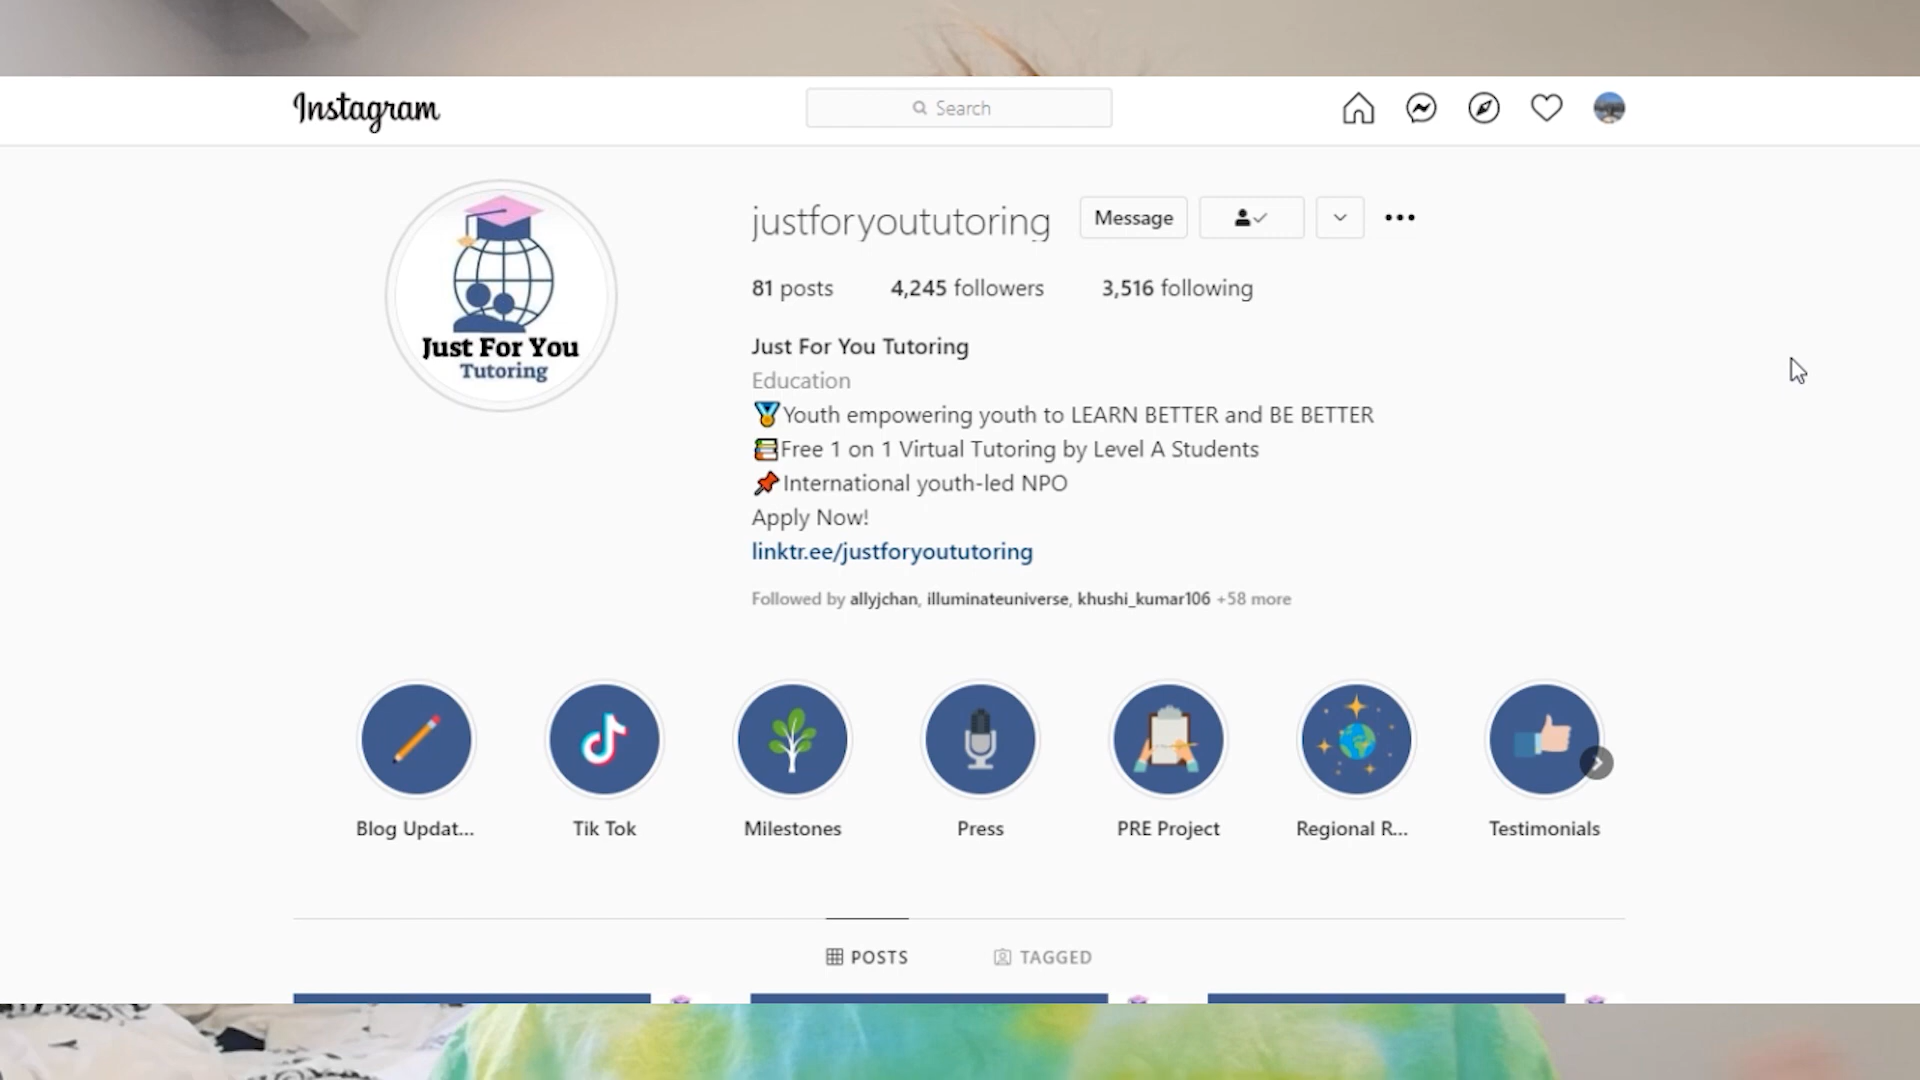 Instagram
Search
justforyoututoring
Message
81 posts
4,245 followers
3,516 following
Just For You
Tutoring
Just For You Tutoring
Education
🏅Youth empowering youth to LEARN BETTER and BE BETTER
📚Free 1 on 1 Virtual Tutoring by Level A Students
📌International youth-led NPO
Apply Now!
linktr.ee/justforyoututoring
Followed by allyjchan, illuminateuniverse, khushi_kumar106 +58 more
Blog Updat...
Tik Tok
Milestones
Press
PRE Project
Regional R...
Testimonials
POSTS
TAGGED